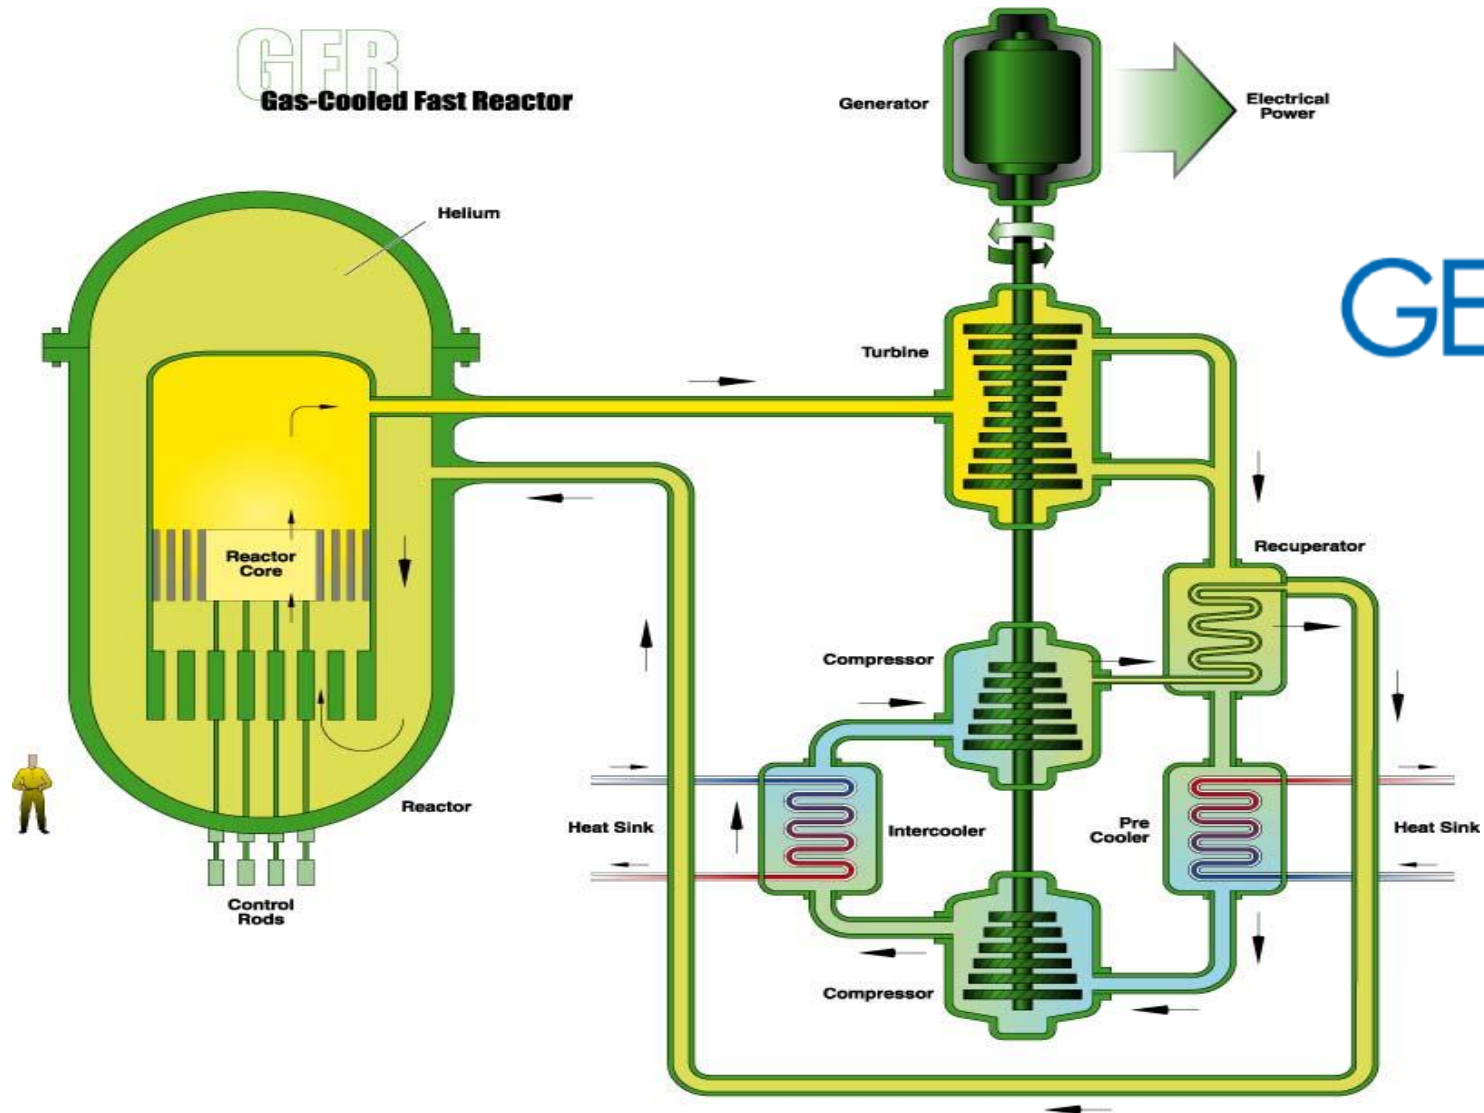 GFR
Gas-Cooled Fast Reactor
Generator
Electrical
Power
Helium
GE
Turbine
Reactor
Core
Recuperator
Compressor
Reactor
Heat Sink
Intercooler
Pre
Cooler
Heat Sink
Control
Rods
Compressor